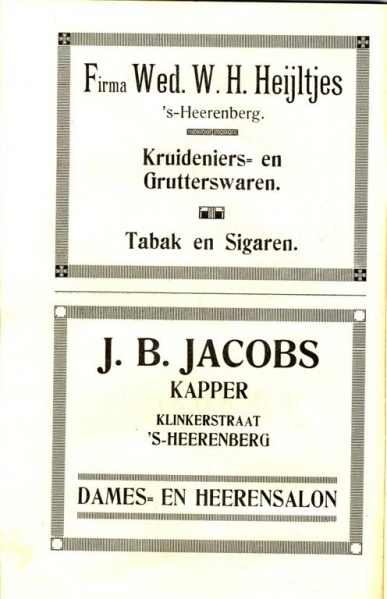 Firma Wed. W. H. Heijltjes
's-Heerenberg.
Kruideniers= en
Grutterswaren.
Tabak en Sigaren.
J. B. JACOBS
KAPPER
KLINKERSTRAAT
'S-HEERENBERG
DAMES= EN HEERENSALON